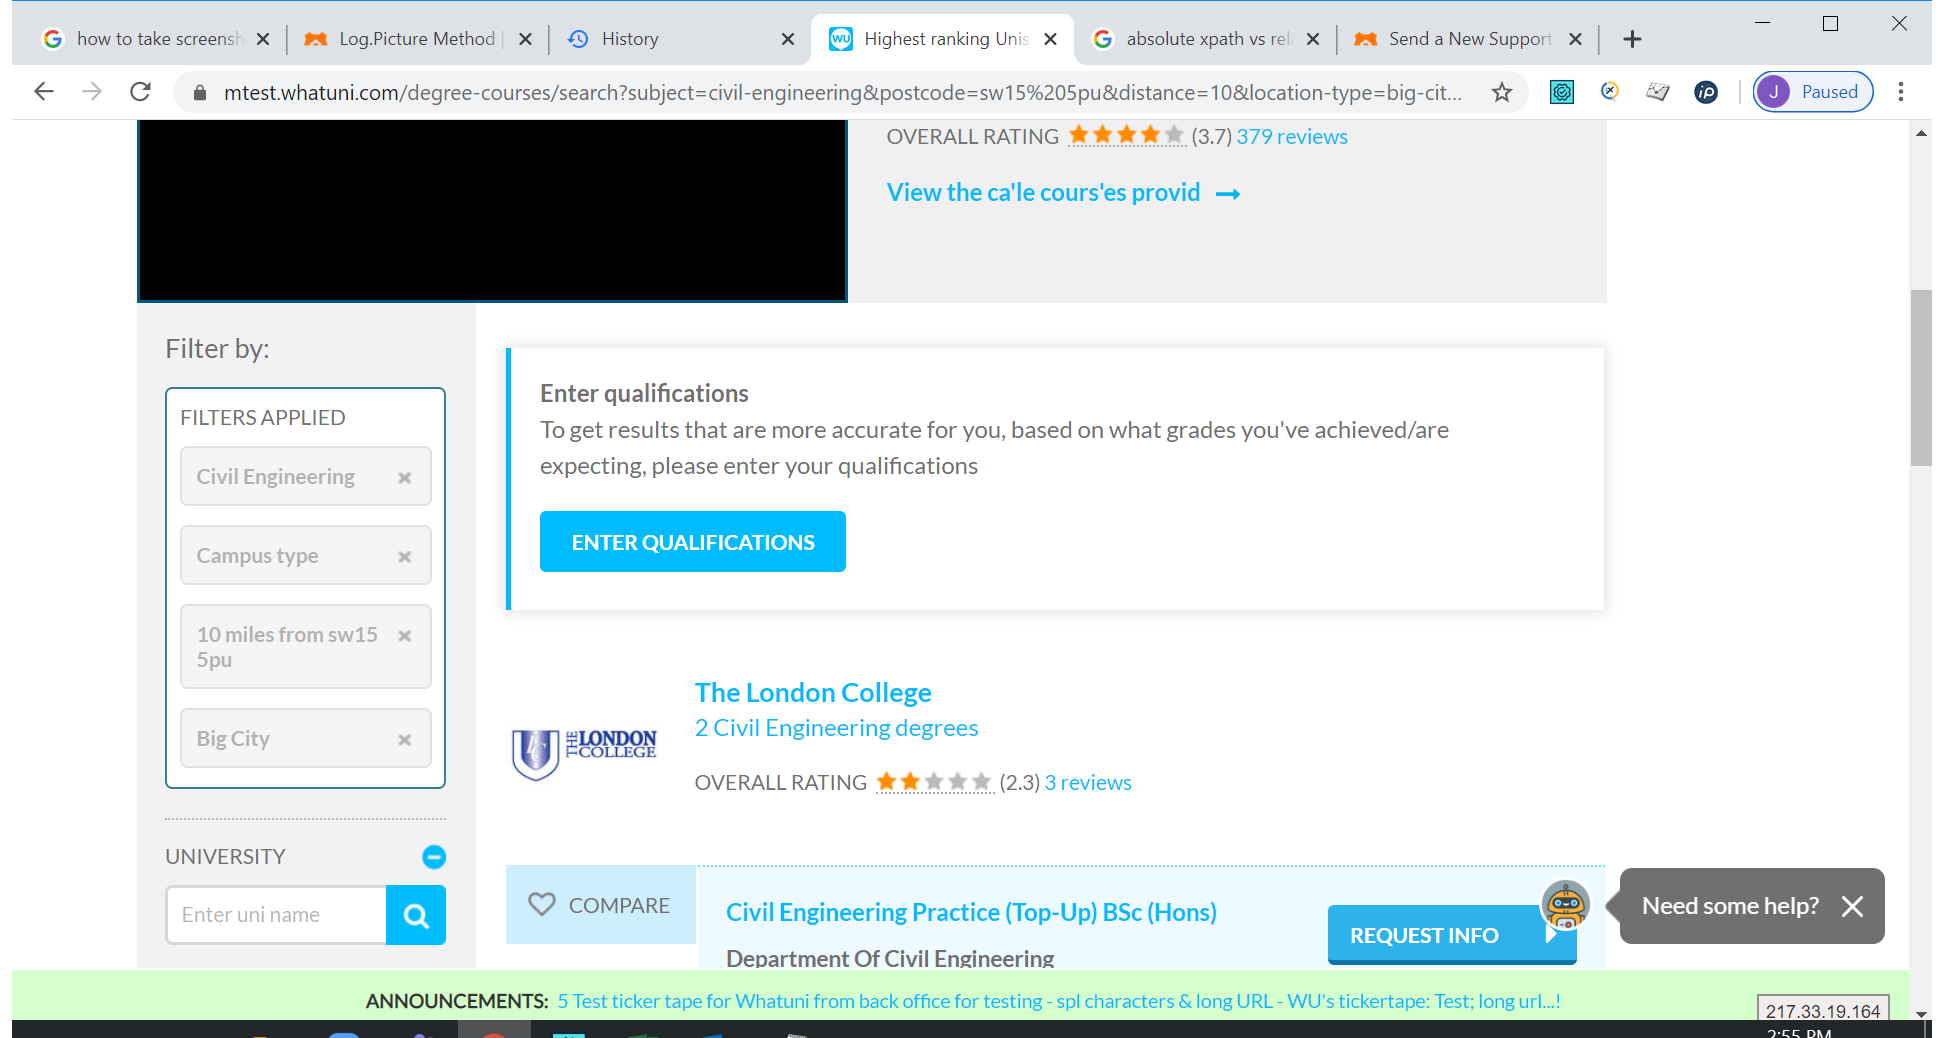 how to take screensh
Log.Picture Method
History
Highest ranking Unis
absolute xpath vs rel
Send a New Support
mtest.whatuni.com/degree-courses/search?subject=civil-engineering&postcode=sw15%205pu&distance=10&location-type=big-cit...
J Paused
OVERALL RATING (3.7) 379 reviews
View the ca'le cours'es provid
Filter by:
FILTERS APPLIED
Civil Engineering
Campus type
10 miles from sw15
5pu
Big City
UNIVERSITY
Enter uni name
Enter qualifications
To get results that are more accurate for you, based on what grades you've achieved/are
expecting, please enter your qualifications
ENTER QUALIFICATIONS
THE LONDON
COLLEGE
The London College
2 Civil Engineering degrees
OVERALL RATING (2.3) 3 reviews
COMPARE
Civil Engineering Practice (Top-Up) BSc (Hons)
Department Of Civil Engineering
REQUEST INFO
Need some help?
ANNOUNCEMENTS: 5 Test ticker tape for Whatuni from back office for testing - spl characters & long URL - WU's tickertape: Test; long url...!
217.33.19.164
2:55 PM